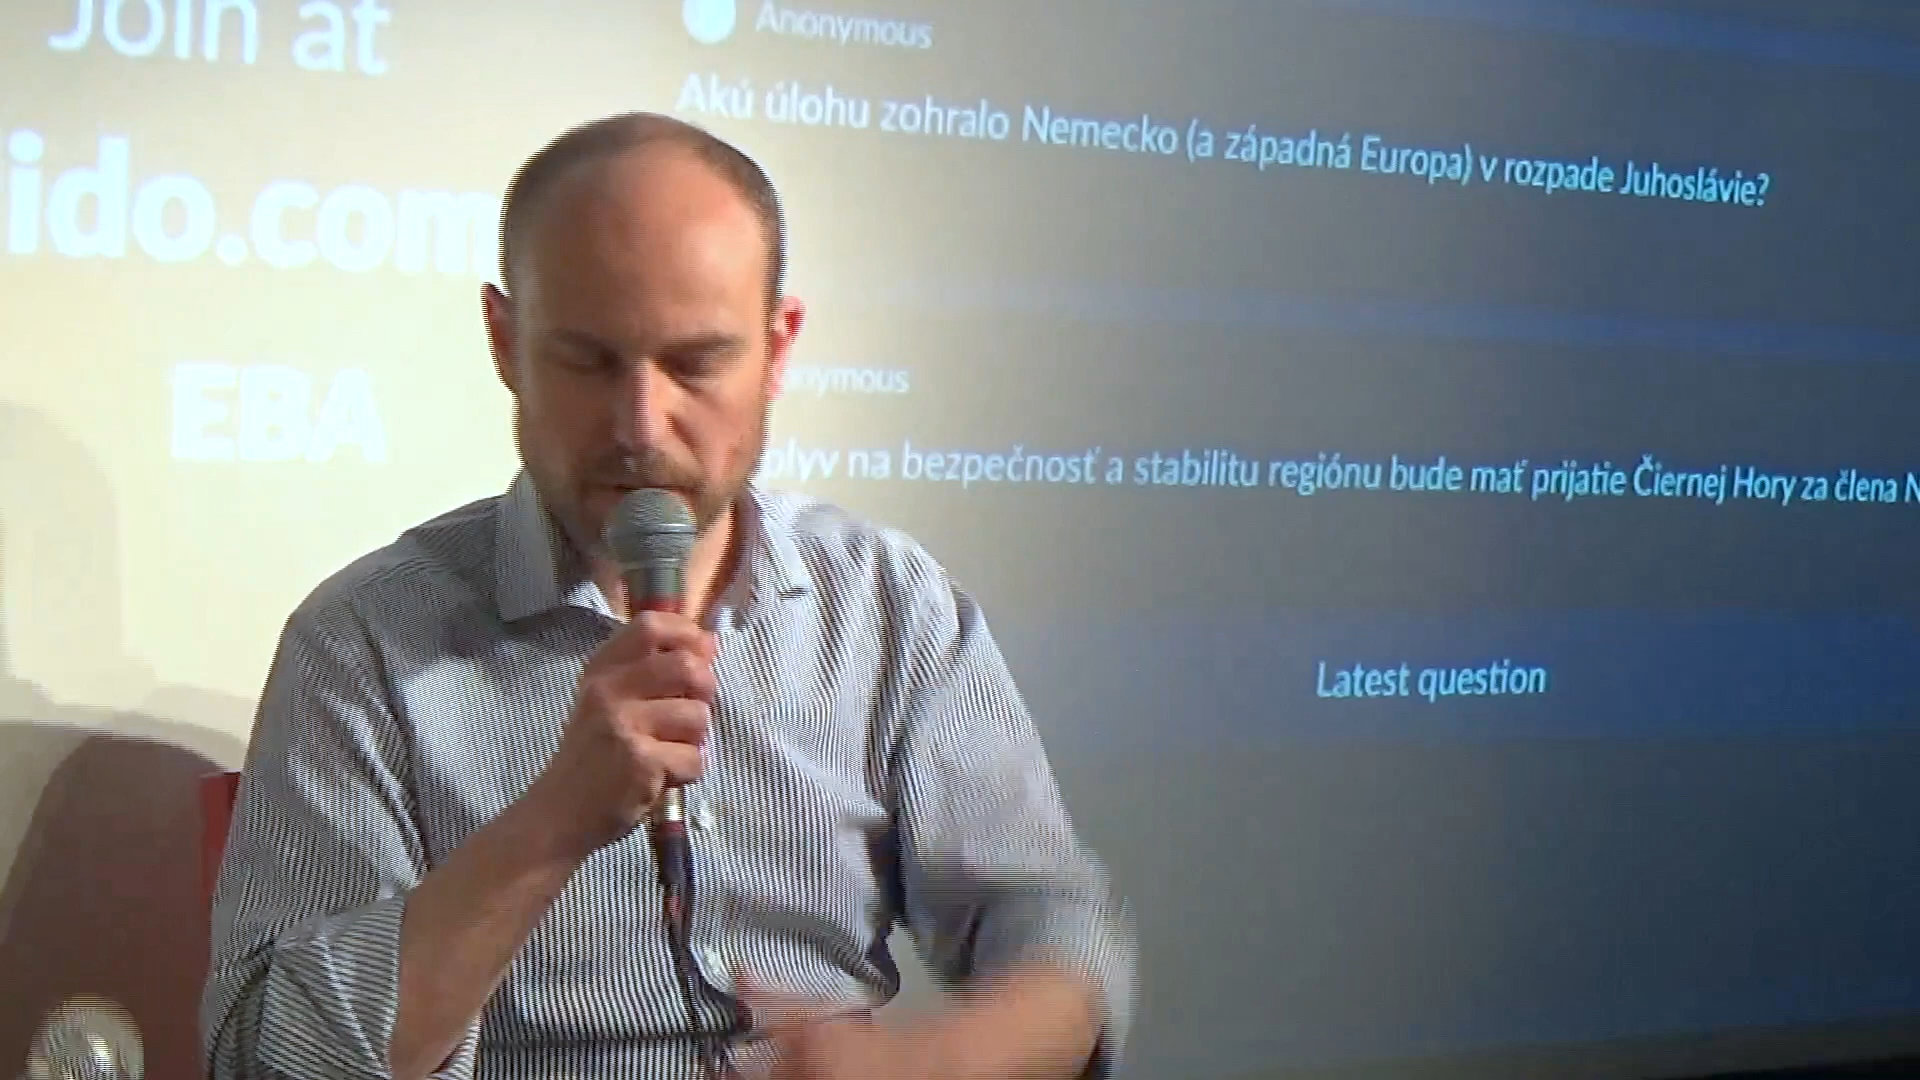 Join at
ido.com
EBA
Anonymous
Akú úlohu zohralo Nemecko (a západná Europa) v rozpade Juhoslávie?
nymous
plyv na bezpečnosť a stabilitu regiónu bude mať prijatie Čiernej Hory za člena N
Latest question